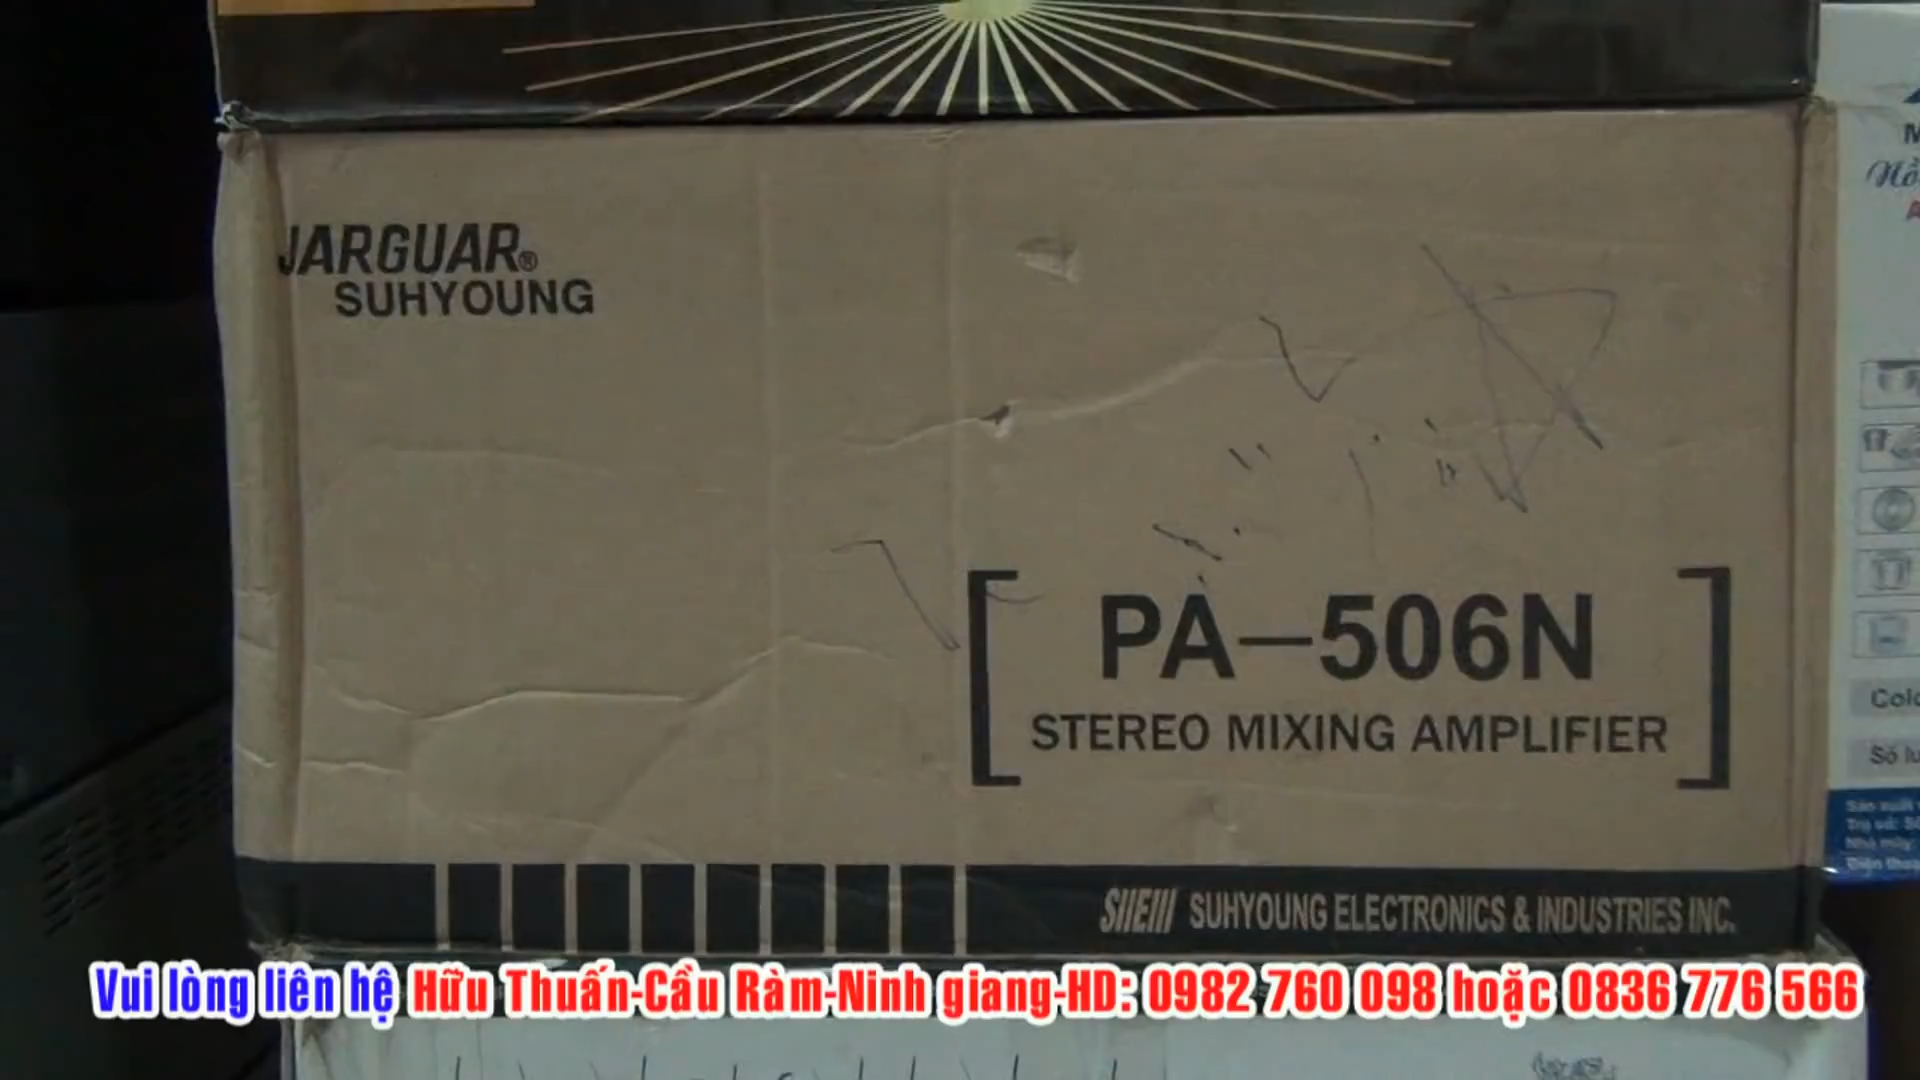 JARGUAR®
SUHYOUNG
PA-506N
STEREO MIXING AMPLIFIER
SUHYOUNG ELECTRONICS & INDUSTRIES INC.
Vui lòng liên hệ Hữu Thuấn-Cầu Ràm-Ninh giang-HD: 0982 760 098 hoặc 0836 776 566